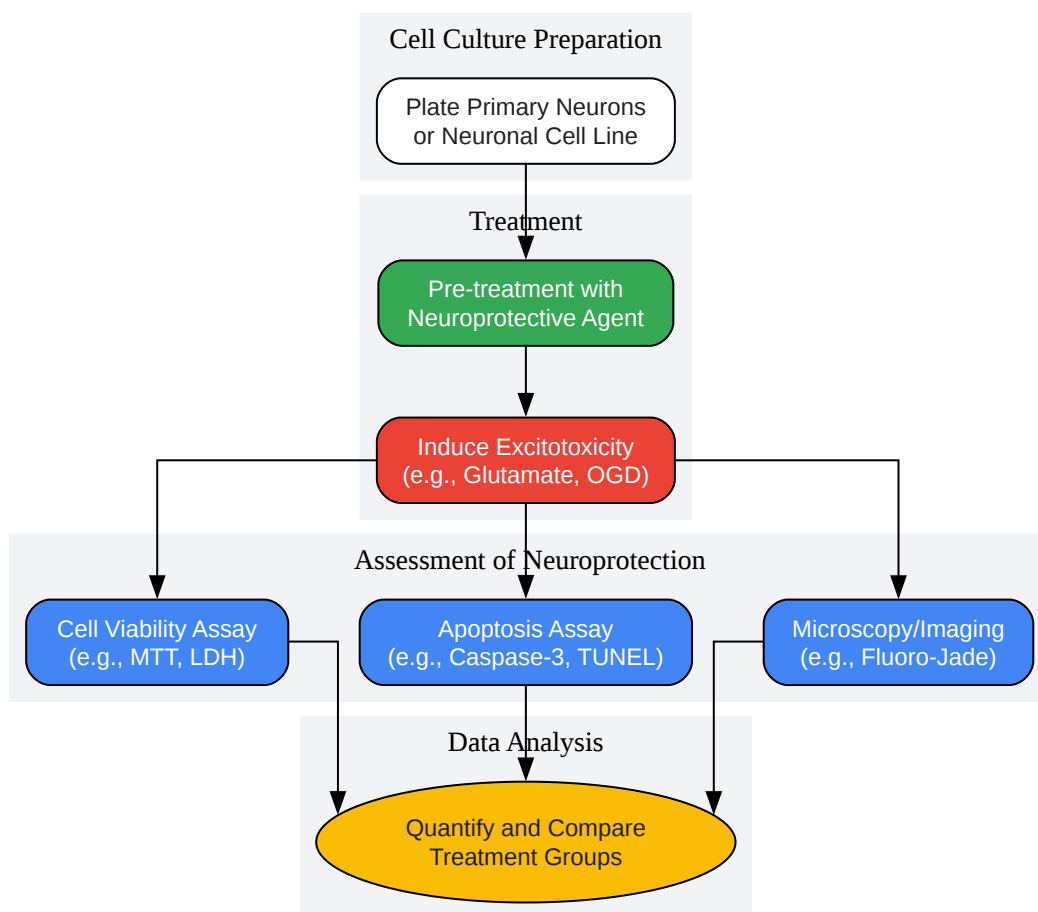 Cell Culture Preparation
Plate Primary Neurons
or Neuronal Cell Line
Treatment
Pre-treatment with
Neuroprotective Agent
Induce Excitotoxicity
(e.g., Glutamate, OGD)
Assessment of Neuroprotection
Cell Viability Assay
(e.g., MTT, LDH)
Apoptosis Assay
(e.g., Caspase-3, TUNEL)
Microscopy/Imaging
(e.g., Fluoro-Jade)
Data Analysis
Quantify and Compare
Treatment Groups